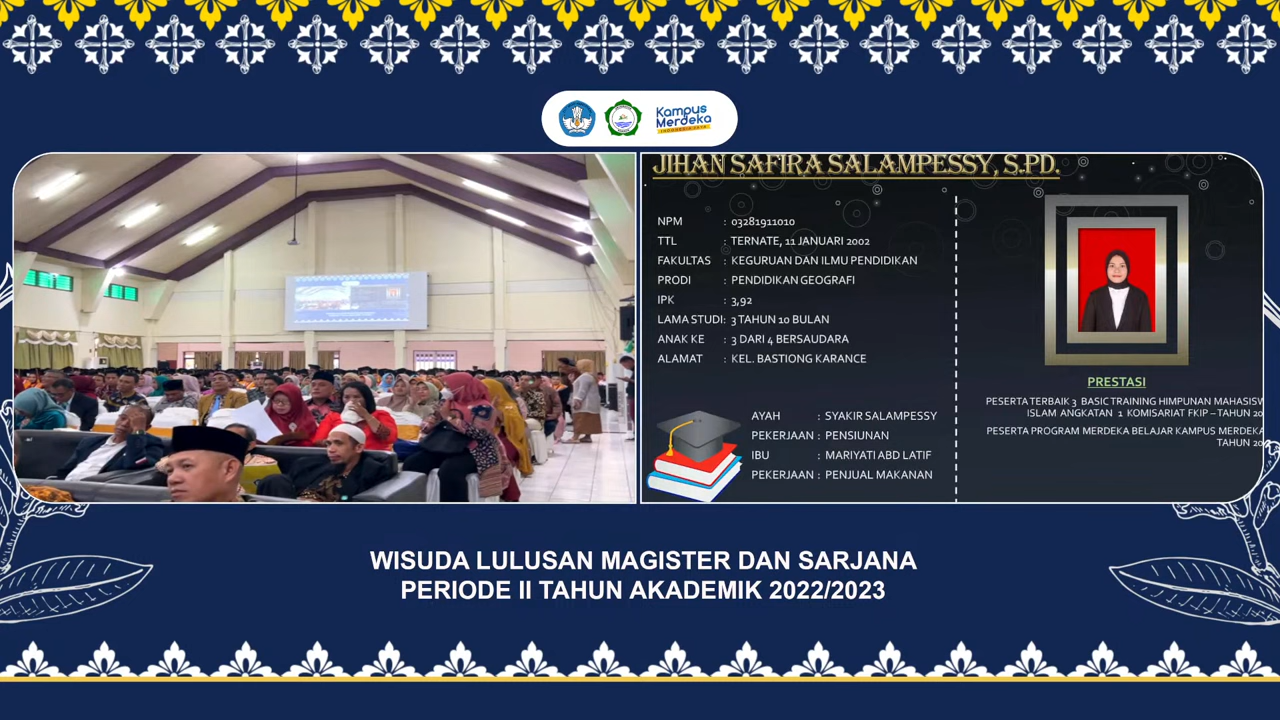 Kampus
Merdeka
INDONESIA JAYA
JIHAN SAFIRA SALAMPESSY, S.PD.
NPM : 03281911010
TTL : TERNATE, 11 JANUARI 2002
FAKULTAS : KEGURUAN DAN ILMU PENDIDIKAN
PRODI : PENDIDIKAN GEOGRAFI
IPK : 3,92
LAMA STUDI: 3 TAHUN 10 BULAN
ANAK KE : 3 DARI 4 BERSAUDARA
ALAMAT : KEL. BASTIONG KARANCE
AYAH : SYAKIR SALAMPESSY
PEKERJAAN : PENSIUNAN
IBU : MARIYATI ABD LATIF
PEKERJAAN : PENJUAL MAKANAN
PRESTASI
PESERTA TERBAIK 3 BASIC TRAINING HIMPUNAN MAHASISW
ISLAM ANGKATAN 1 KOMISARIAT FKIP – TAHUN 20
PESERTA PROGRAM MERDEKA BELAJAR KAMPUS MERDEKA
TAHUN 20
WISUDA LULUSAN MAGISTER DAN SARJANA
PERIODE II TAHUN AKADEMIK 2022/2023